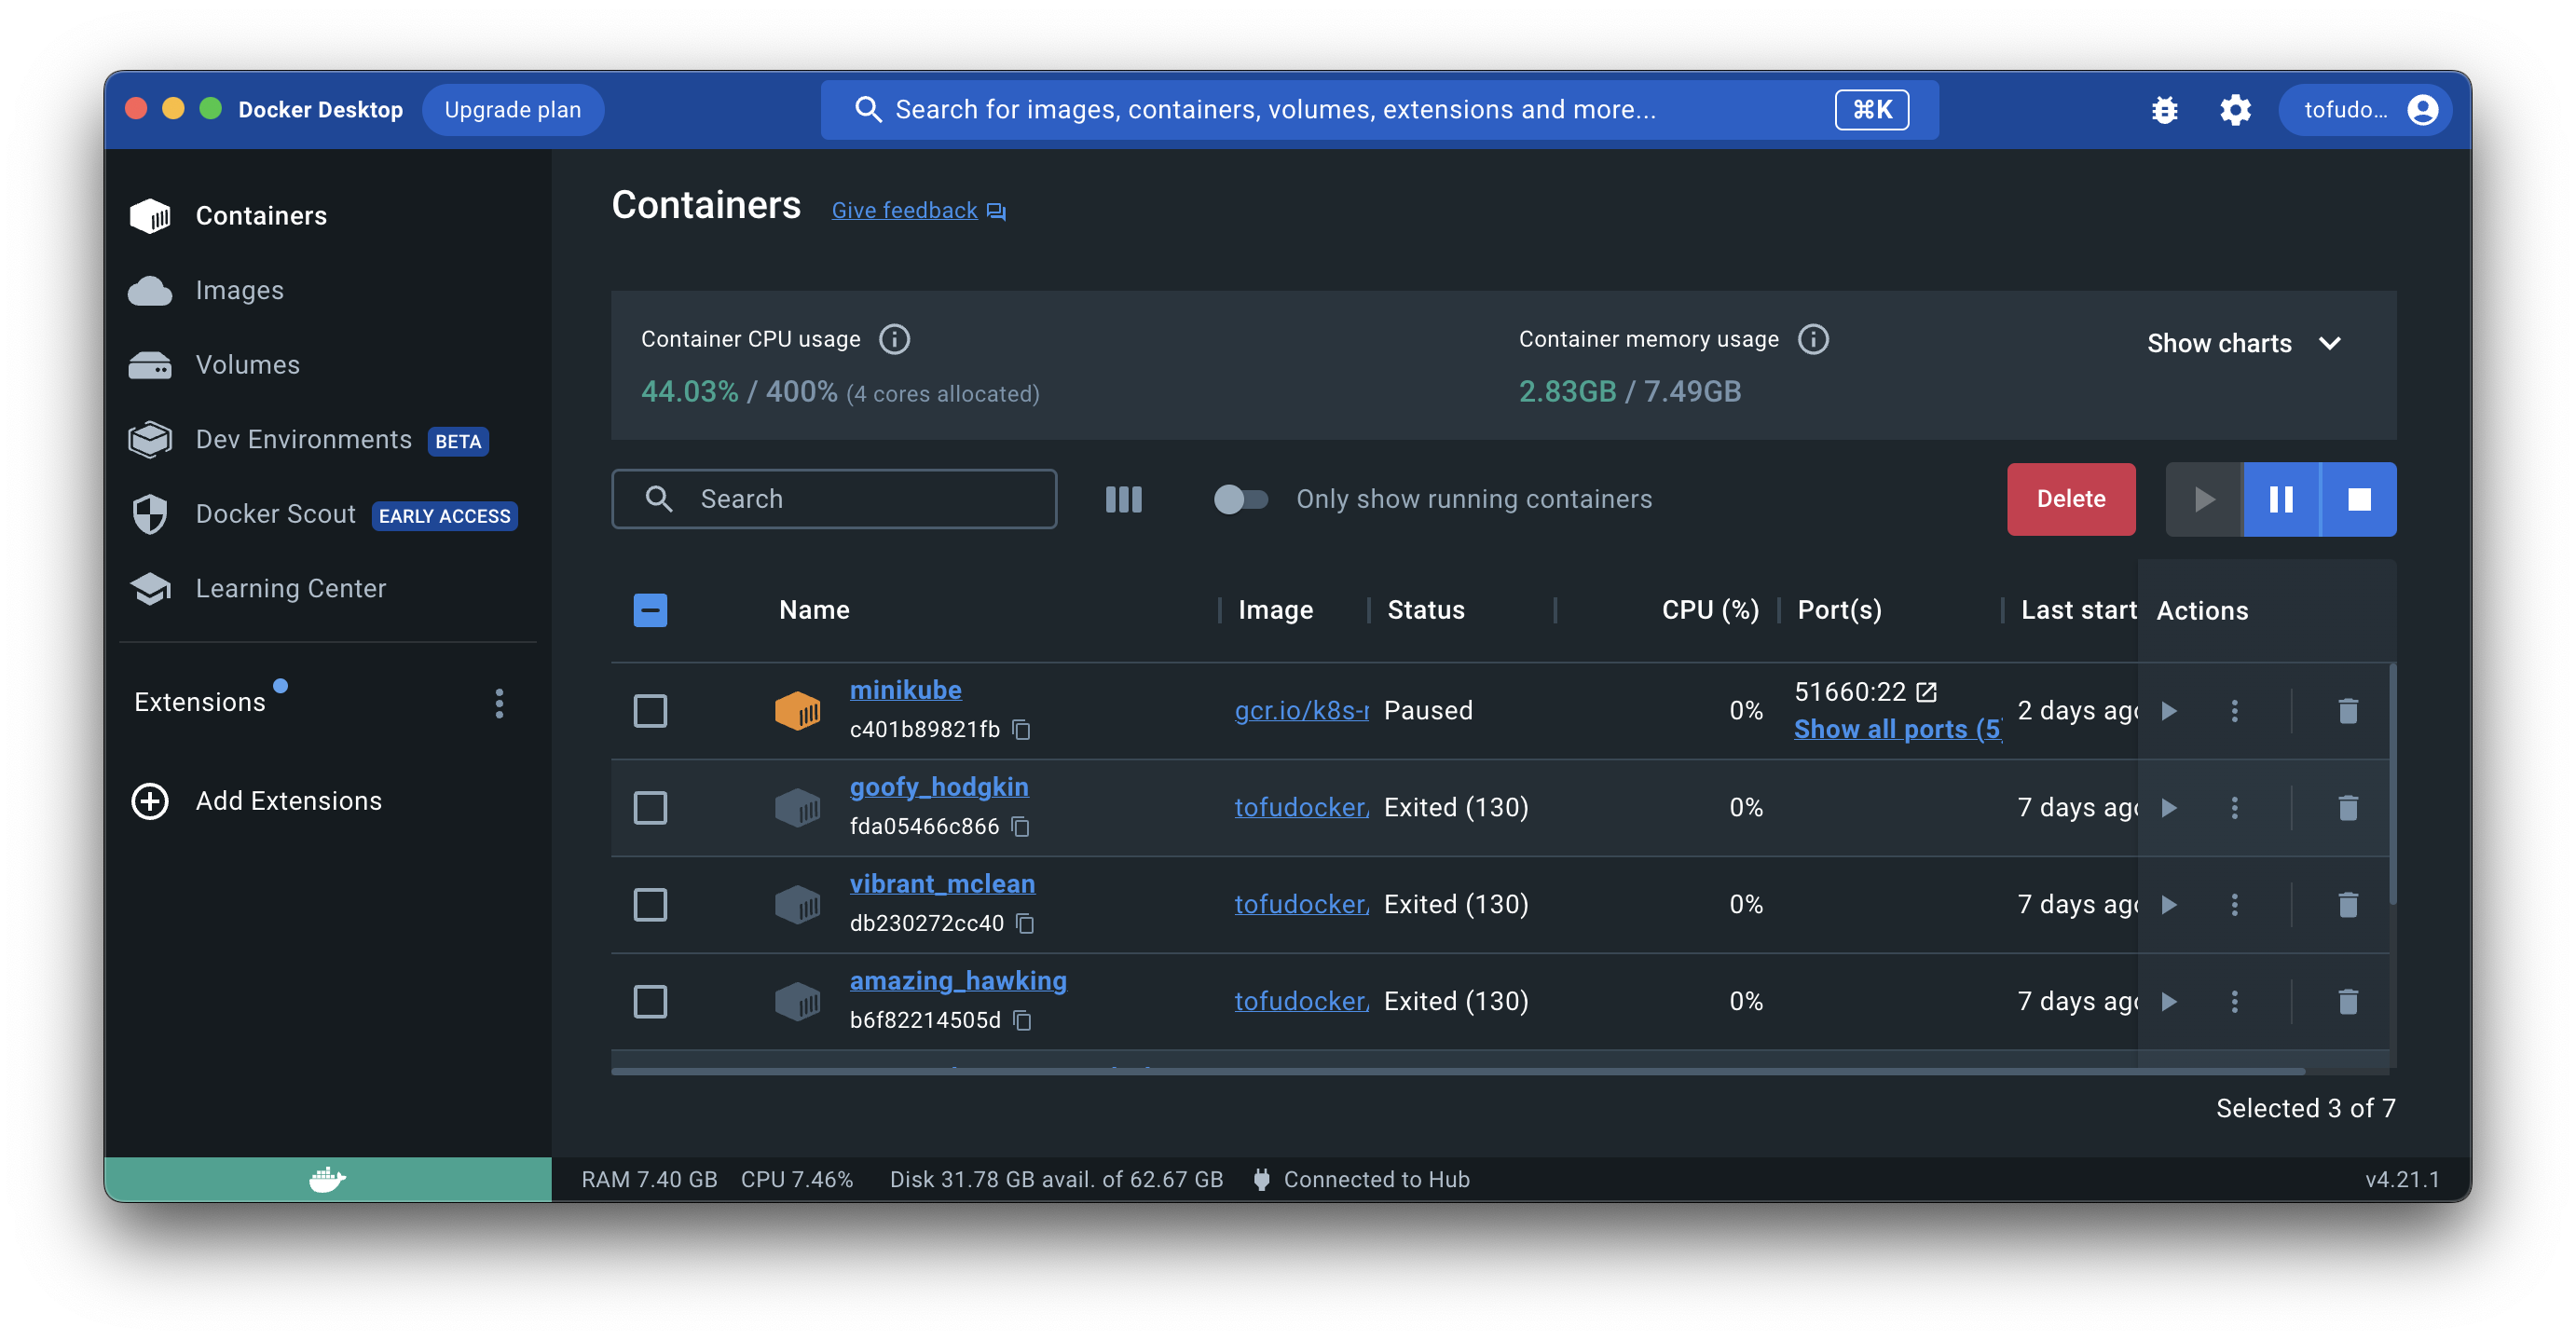 Docker Desktop
Upgrade plan
Search for images, containers, volumes, extensions and more...
⌘K
tofudo...
Containers
Images
Volumes
Dev Environments BETA
Docker Scout EARLY ACCESS
Learning Center
Extensions
Add Extensions
Containers
Give feedback
Container CPU usage
44.03% / 400% (4 cores allocated)
Container memory usage
2.83GB / 7.49GB
Show charts
Search
Only show running containers
Delete
Name Image Status CPU (%) Port(s) Last start Actions
minikube
c401b89821fb
gcr.io/k8s- Paused 0% 51660:22
Show all ports (5
2 days ago
goofy_hodgkin
fda05466c866
tofudocker/ Exited (130) 0% 7 days ago
vibrant_mclean
db230272cc40
tofudocker/ Exited (130) 0% 7 days ago
amazing_hawking
b6f82214505d
tofudocker/ Exited (130) 0% 7 days ago
Selected 3 of 7
RAM 7.40 GB CPU 7.46% Disk 31.78 GB avail. of 62.67 GB Connected to Hub
v4.21.1